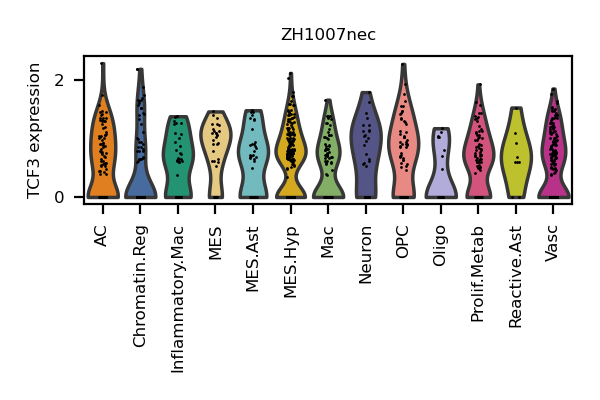 ZH1007nec
TCF3 expression
2
0
AC
Chromatin.Reg
Inflammatory.Mac
MES
MES.Ast
MES.Hyp
Mac
Neuron
OPC
Oligo
Prolif.Metab
Reactive.Ast
Vasc